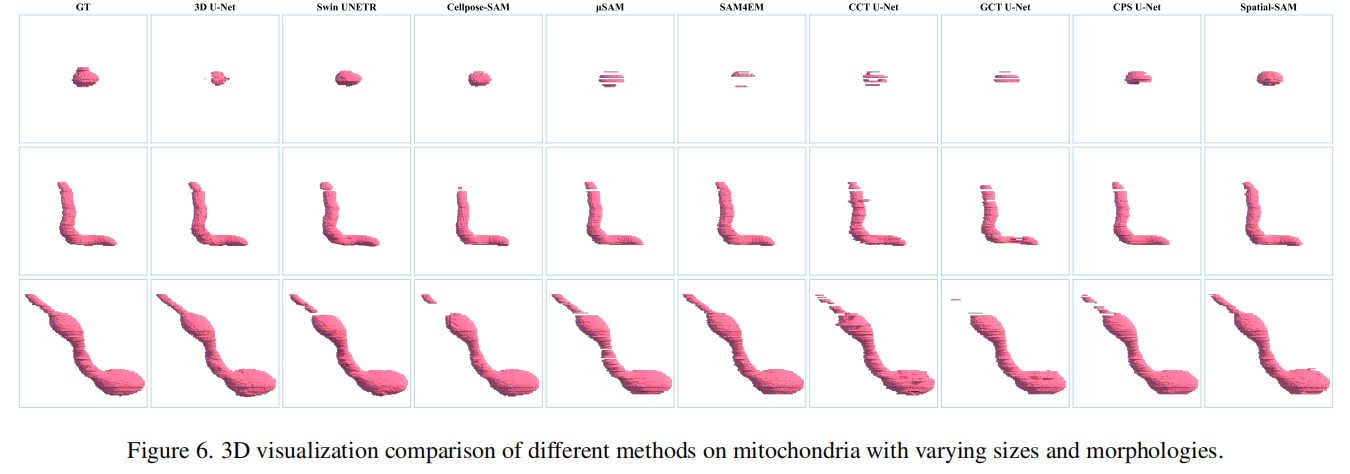 GT 3D U-Net Swin UNETR Cellpose-SAM μSAM SAM4EM CCT U-Net GCT U-Net CPS U-Net Spatial-SAM
Figure 6. 3D visualization comparison of different methods on mitochondria with varying sizes and morphologies.